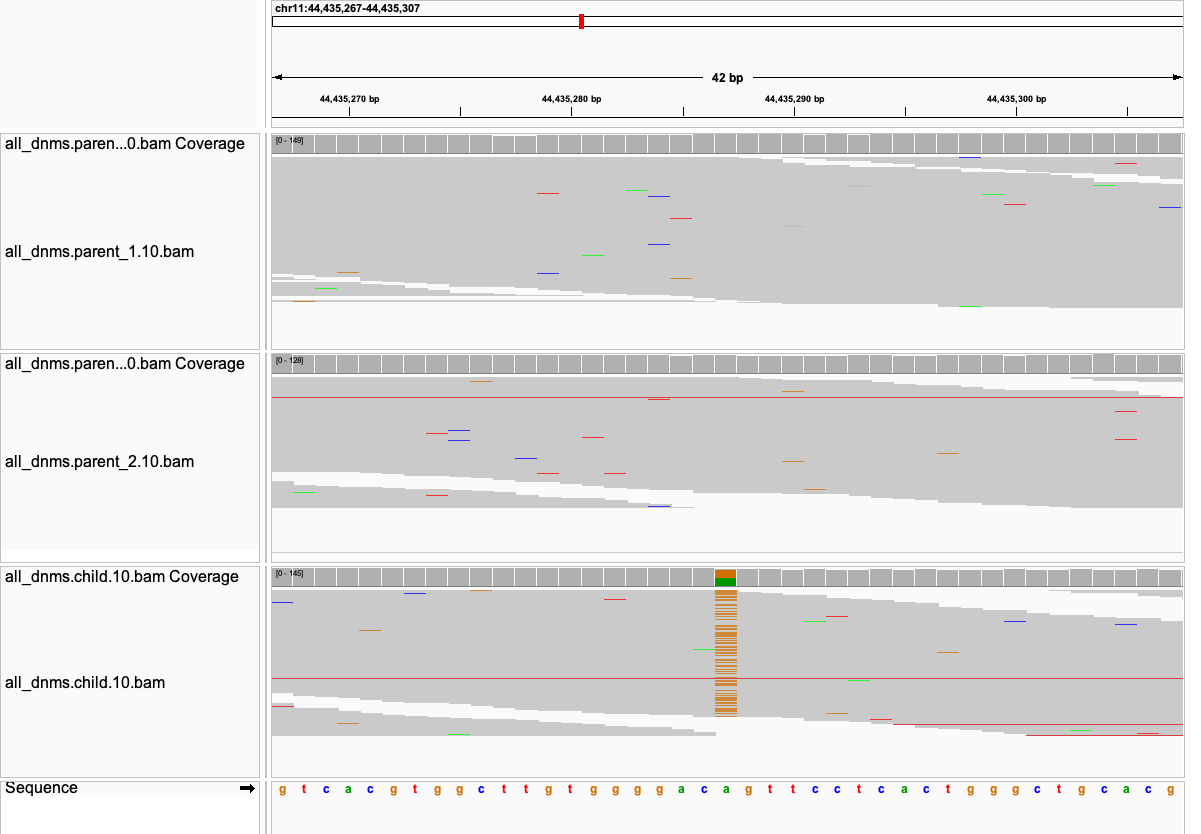 chr11:44,435,267-44,435,307
42 bp
44,435,270 bp 44,435,280 bp 44,435,290 bp 44,435,300 bp
all_dnms.paren...0.bam Coverage
[0 - 149]
all_dnms.parent_1.10.bam
all_dnms.paren...0.bam Coverage
[0 - 128]
all_dnms.parent_2.10.bam
all_dnms.child.10.bam Coverage
[0 - 145]
all_dnms.child.10.bam
Sequence
g t c a c g t g g c t t g t g g g g a c a g t t c c t c a c t g g g c t g c a c g